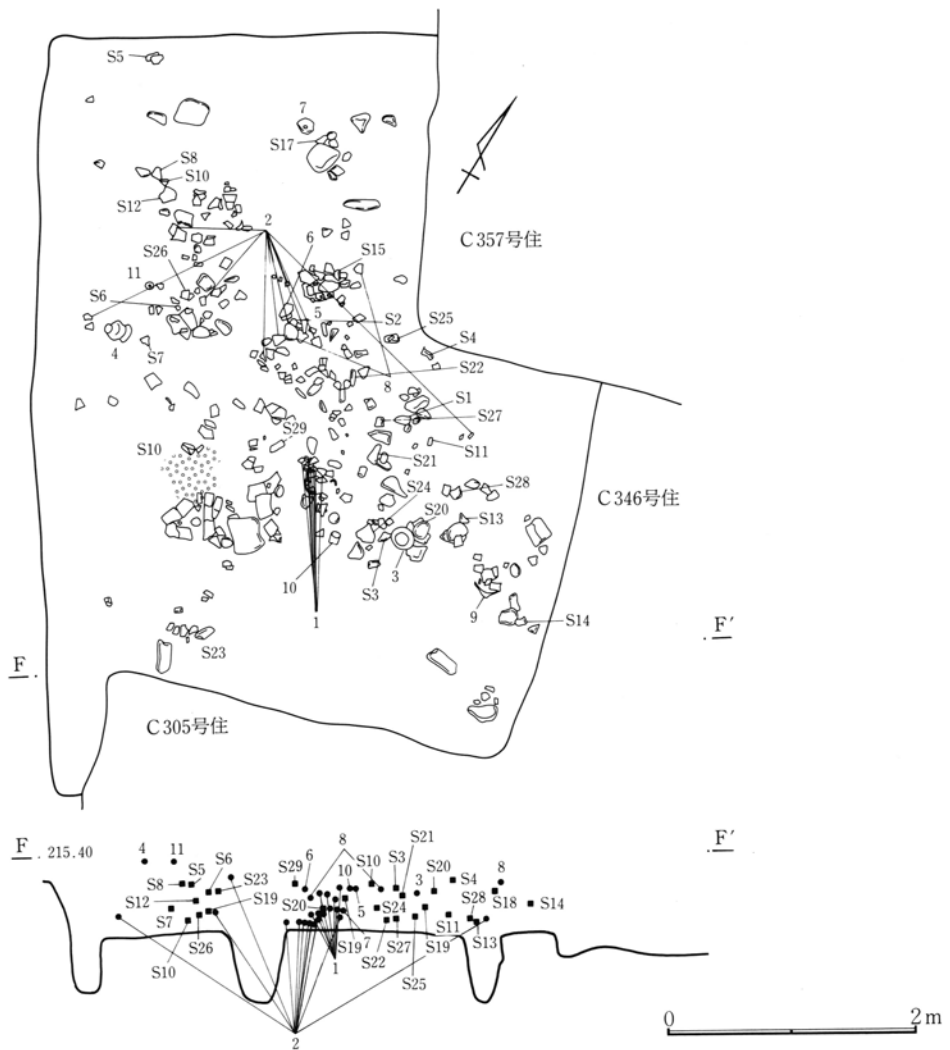 S5
7
S17
S8
S10
S12
2
C357号住
6
S15
S26
11
S6
5
S2
S25
4
S7
S4
S22
8
S1
S27
S29
S11
S10
S21
S28
C346号住
S24
S20
S13
10
S3
3
9
1
S14
F′
S23
F
C305号住
F
215.40
F′
4
11
S6
8
S21
S8
S5
S23
S29
6
10
S10
S3
3
S20
S4
8
S12
S19
S20
5
S24
S28
S18
S14
S7
S26
S19
7
S22
S27
S11
S19
S13
S10
1
S25
2
0
2m